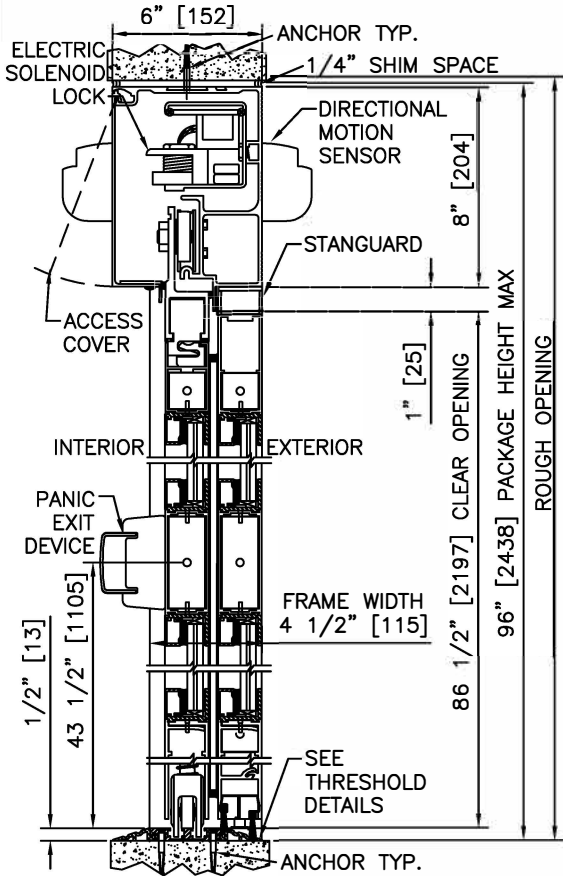 6" [152]
ANCHOR TYP.
ELECTRIC
SOLENOID
LOCK
1/4" SHIM SPACE
DIRECTIONAL
MOTION
SENSOR
8" [204]
STANGUARD
ACCESS
COVER
1" [25]
INTERIOR
EXTERIOR
PANIC
EXIT
DEVICE
FRAME WIDTH
4 1/2" [115]
1/2" [13]
43 1/2" [1105]
86 1/2" [2197] CLEAR OPENING
96" [2438] PACKAGE HEIGHT MAX
ROUGH OPENING
SEE
THRESHOLD
DETAILS
ANCHOR TYP.